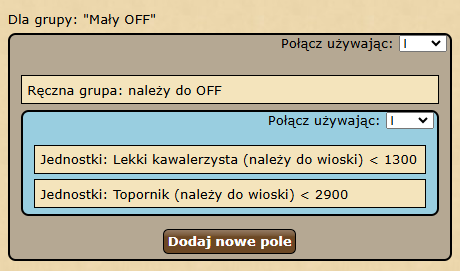 Dla grupy: "Mały OFF"
Połącz używając: I
Ręczna grupa: należy do OFF
Połącz używając: I
Jednostki: Lekki kawalerzysta (należy do wioski) < 1300
Jednostki: Topornik (należy do wioski) < 2900
Dodaj nowe pole